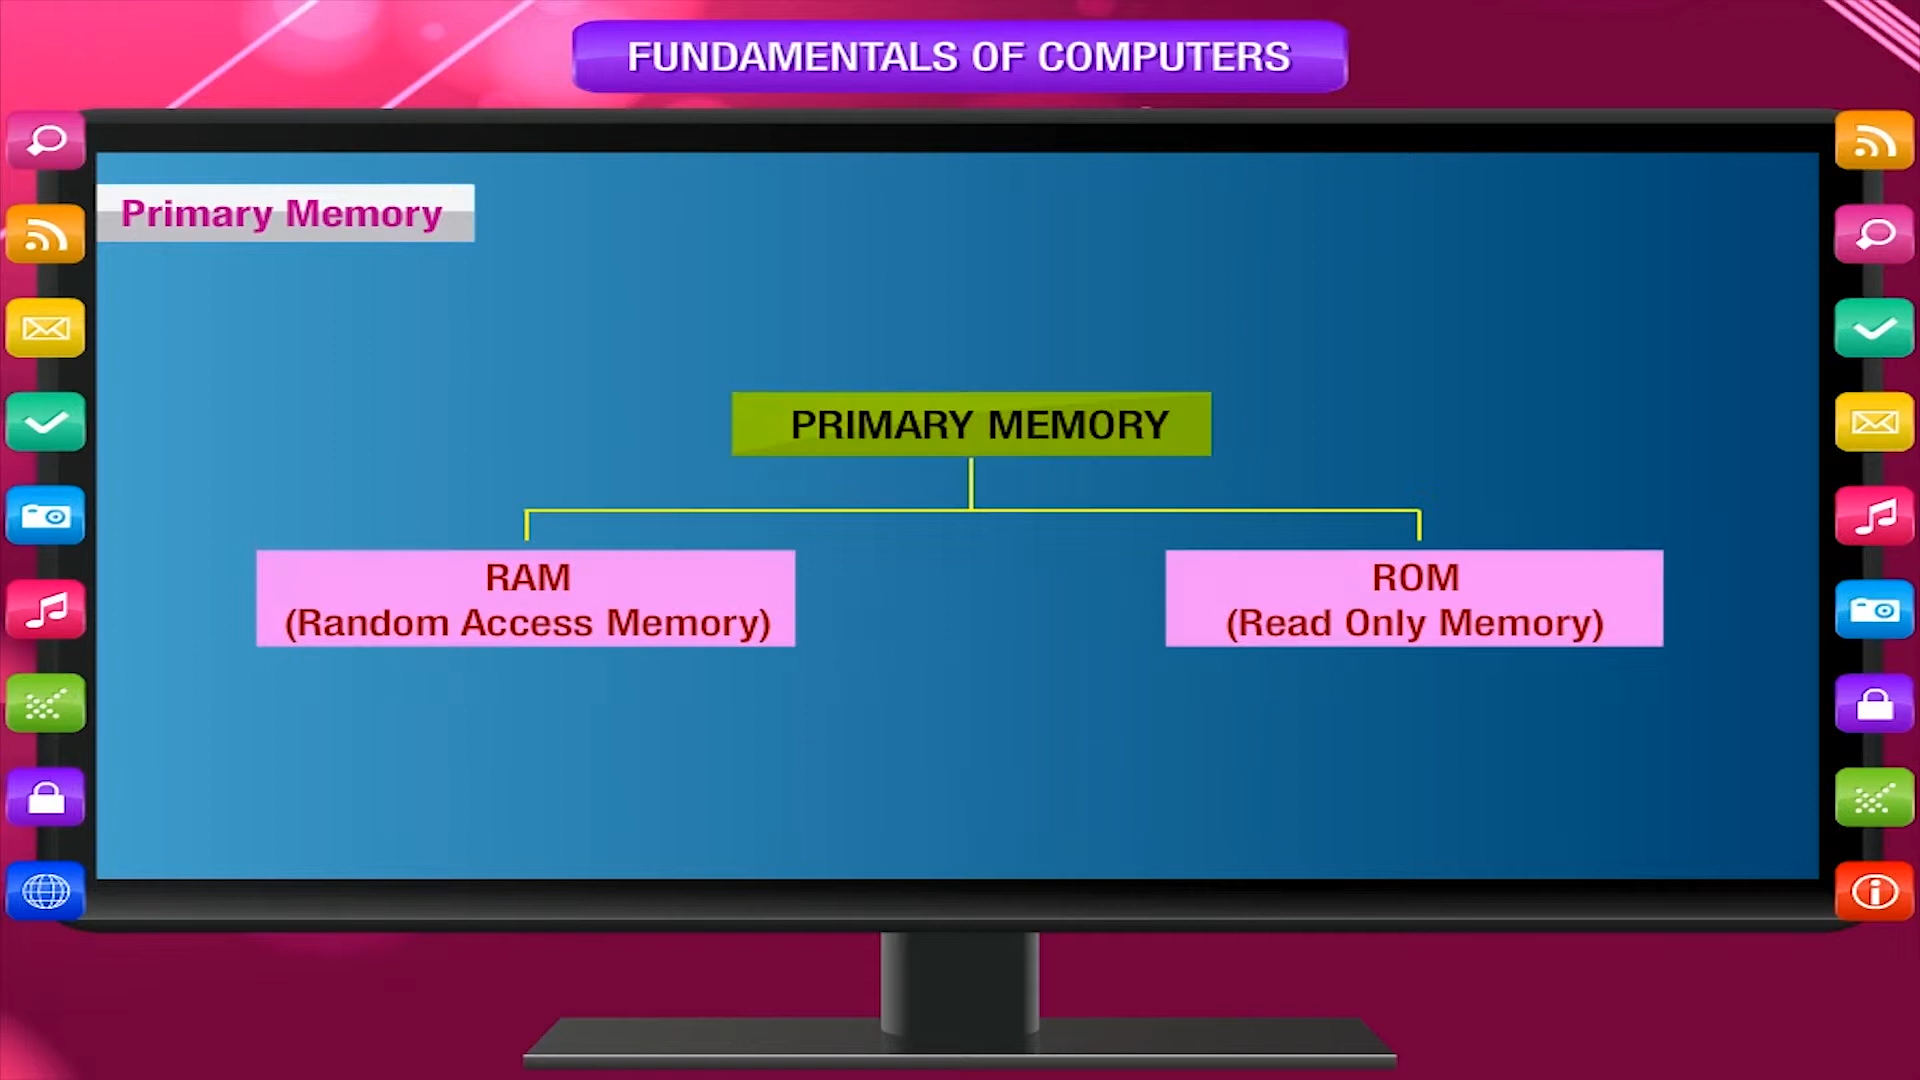 FUNDAMENTALS OF COMPUTERS
Primary Memory
PRIMARY MEMORY
RAM
(Random Access Memory)
ROM
(Read Only Memory)